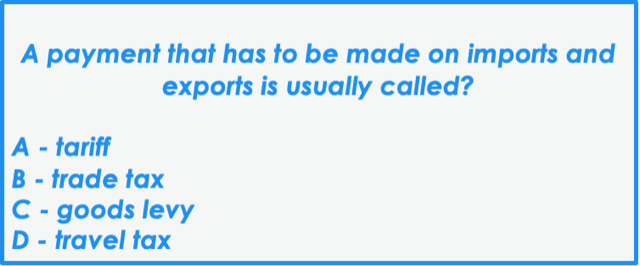 A payment that has to be made on imports and
exports is usually called?
A - tariff
B - trade tax
C - goods levy
D - travel tax